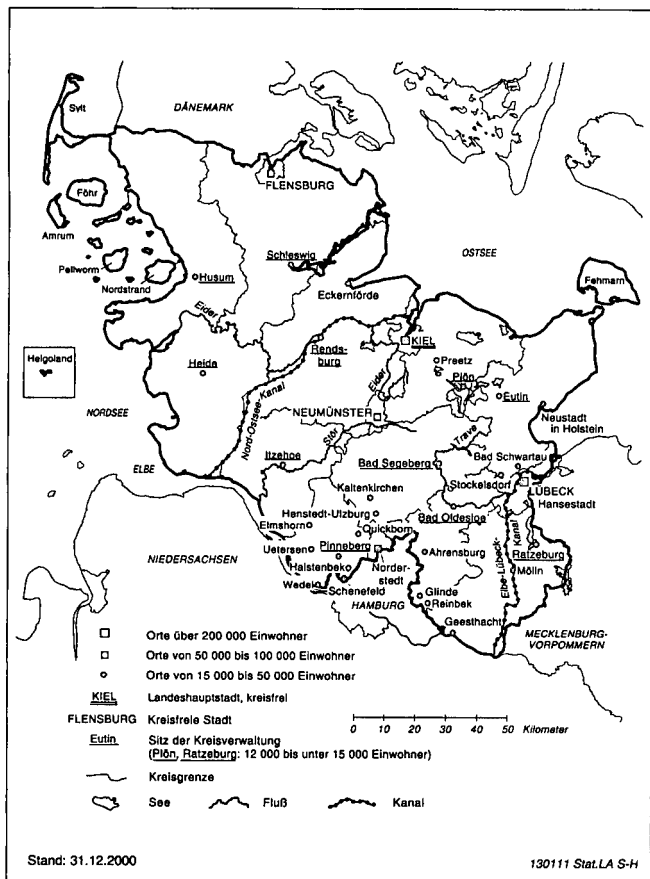 Sylt
DÄNEMARK
FLENSBURG
Föhr
Amrum
Pellworm
Nordstrand
Husum
Schleswig
OSTSEE
Eckernförde
Fehmarn
Eider
Helgoland
Heida
Rends-
burg
KIEL
Preetz
Plön
Eutin
Eider
Nord-Ostsee-Kanal
NORDSEE
NEUMÜNSTER
Neustadt
in Holstein
Stör
Trave
ELBE
Itzehoe
Bad Segeberg
Bad Schwartau
Kaltenkirchen
Stockelsdorf
LÜBECK
Hansestadt
Henstedt-Ulzburg
Bad Oldesloe
Elmshorn
Quickborn
NIEDERSACHSEN
Uetersen
Pinneberg
Ahrensburg
Elbe-Lübeck-
Kanal
Ratzeburg
Halstenbek
Norder-
stedt
Mölln
Wedel
Schenefeld
HAMBURG
Glinde
Reinbek
Geesthacht
MECKLENBURG-
VORPOMMERN
Orte über 200 000 Einwohner
Orte von 50 000 bis 100 000 Einwohner
Orte von 15 000 bis 50 000 Einwohner
KIEL Landeshauptstadt, kreisfrei
FLENSBURG Kreisfreie Stadt
0 10 20 30 40 50 Kilometer
Eutin Sitz der Kreisverwaltung
(Plön, Ratzeburg: 12 000 bis unter 15 000 Einwohner)
Kreisgrenze
See Fluß Kanal
Stand: 31.12.2000
130111 Stat.LA S-H